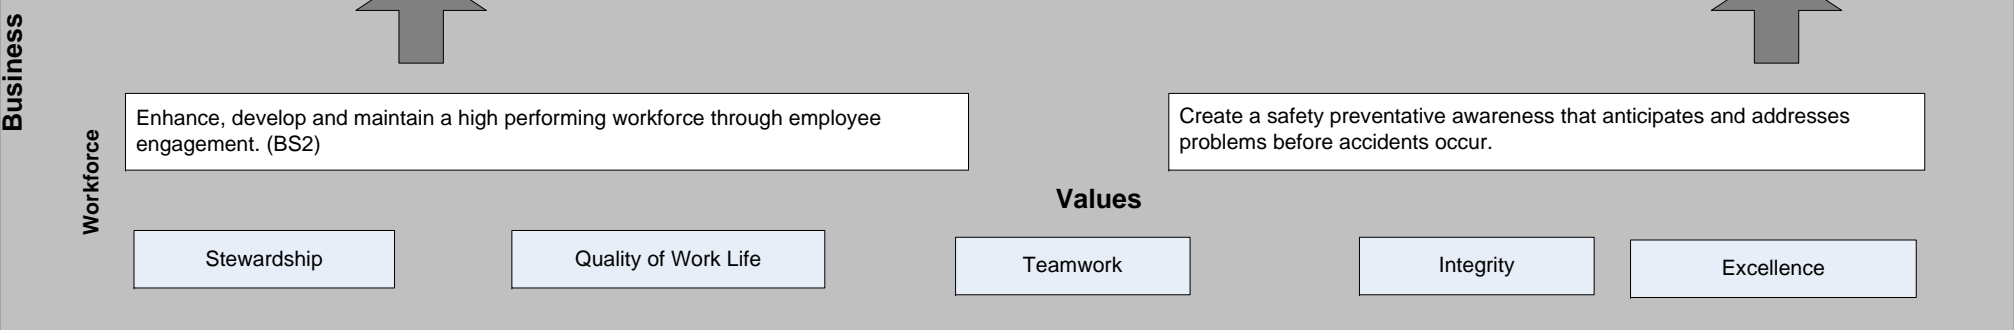 Business
Workforce
Enhance, develop and maintain a high performing workforce through employee
engagement. (BS2)
Create a safety preventative awareness that anticipates and addresses
problems before accidents occur.
Values
Stewardship
Quality of Work Life
Teamwork
Integrity
Excellence